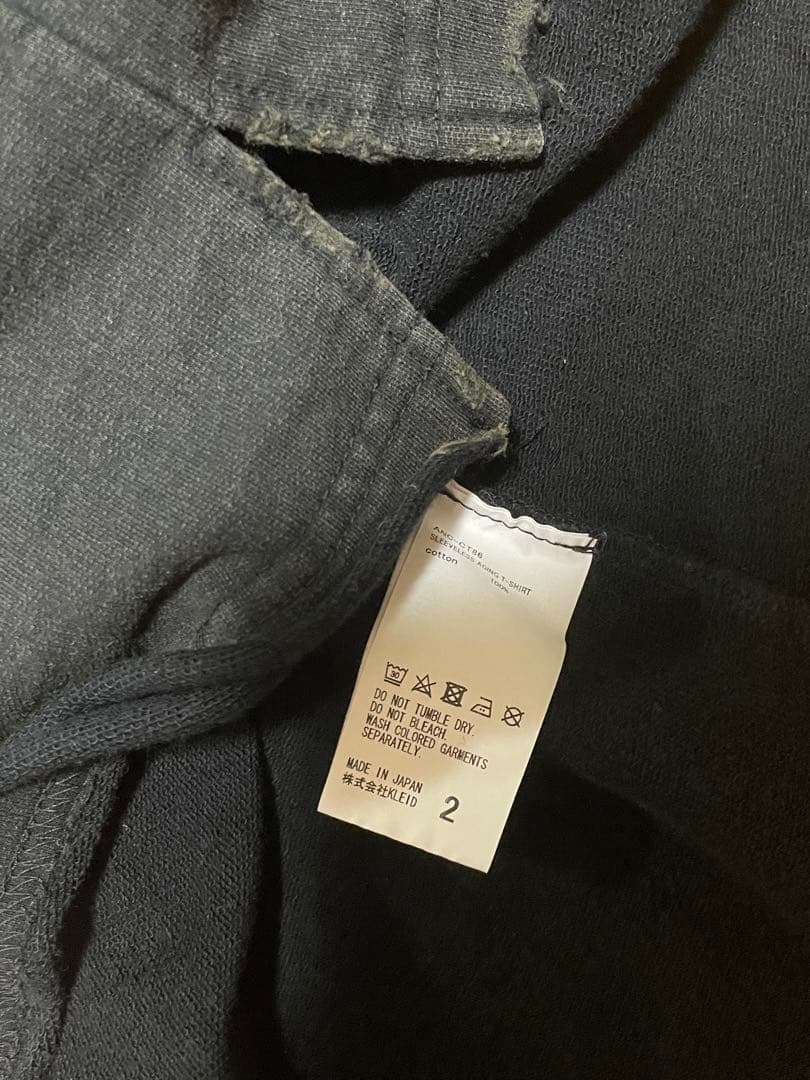 ANC-CT86
SLEEVELESS AGING T-SHIRT
cotton 100%
30
DO NOT TUMBLE DRY.
DO NOT BLEACH.
WASH COLORED GARMENTS
SEPARATELY.
MADE IN JAPAN
株式会社KLEID 2